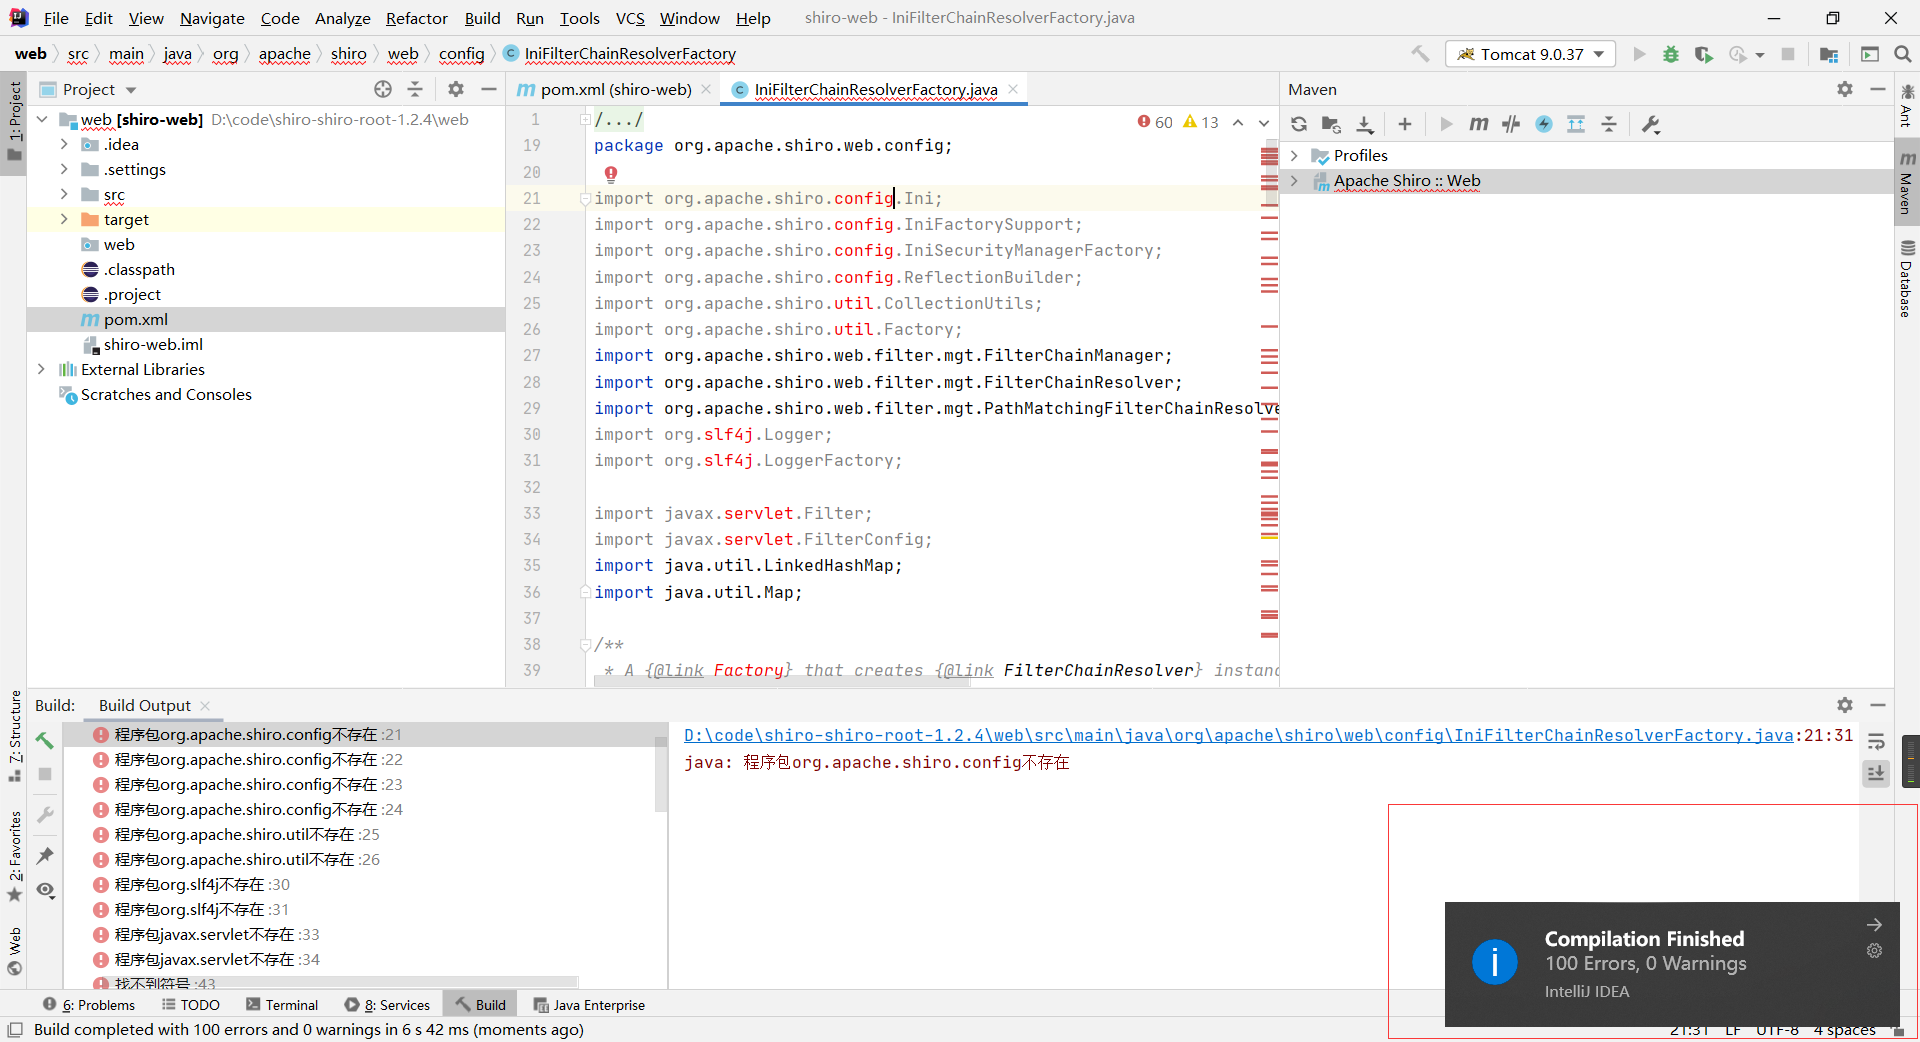 File Edit View Navigate Code Analyze Refactor Build Run Tools VCS Window Help shiro-web - IniFilterChainResolverFactory.java
web src main java org apache shiro web config IniFilterChainResolverFactory Tomcat 9.0.37
1: Project
Project
web [shiro-web] D:\code\shiro-shiro-root-1.2.4\web
.idea
.settings
src
target
web
.classpath
.project
pom.xml
shiro-web.iml
External Libraries
Scratches and Consoles
pom.xml (shiro-web) IniFilterChainResolverFactory.java
60 13
1 /.../
19 package org.apache.shiro.web.config;
20
21 import org.apache.shiro.config.Ini;
22 import org.apache.shiro.config.IniFactorySupport;
23 import org.apache.shiro.config.IniSecurityManagerFactory;
24 import org.apache.shiro.config.ReflectionBuilder;
25 import org.apache.shiro.util.CollectionUtils;
26 import org.apache.shiro.util.Factory;
27 import org.apache.shiro.web.filter.mgt.FilterChainManager;
28 import org.apache.shiro.web.filter.mgt.FilterChainResolver;
29 import org.apache.shiro.web.filter.mgt.PathMatchingFilterChainResolve
30 import org.slf4j.Logger;
31 import org.slf4j.LoggerFactory;
32
33 import javax.servlet.Filter;
34 import javax.servlet.FilterConfig;
35 import java.util.LinkedHashMap;
36 import java.util.Map;
37
38 /**
39 * A {@link Factory} that creates {@link FilterChainResolver} instanc
Maven
Profiles
Apache Shiro :: Web
Ant
Maven
Database
7: Structure
2: Favorites
Web
Build: Build Output
程序包org.apache.shiro.config不存在 :21
程序包org.apache.shiro.config不存在 :22
程序包org.apache.shiro.config不存在 :23
程序包org.apache.shiro.config不存在 :24
程序包org.apache.shiro.util不存在 :25
程序包org.apache.shiro.util不存在 :26
程序包org.slf4j不存在 :30
程序包org.slf4j不存在 :31
程序包javax.servlet不存在 :33
程序包javax.servlet不存在 :34
找不到符号 :43
D:\code\shiro-shiro-root-1.2.4\web\src\main\java\org\apache\shiro\web\config\IniFilterChainResolverFactory.java:21:31
java: 程序包org.apache.shiro.config不存在
Compilation Finished
100 Errors, 0 Warnings
IntelliJ IDEA
6: Problems TODO Terminal 8: Services Build Java Enterprise
Build completed with 100 errors and 0 warnings in 6 s 42 ms (moments ago) 21:31 LF UTF-8 4 spaces